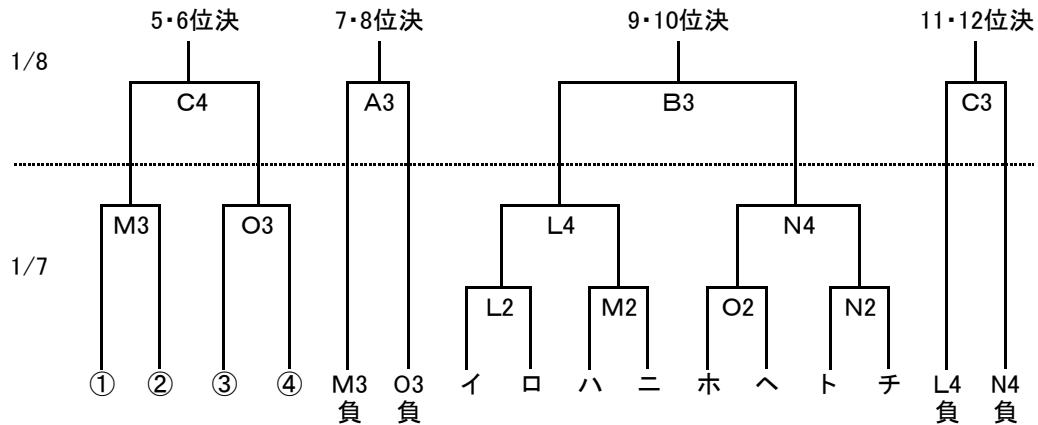 5・6位決 7・8位決 9・10位決 11・12位決
1/8
C4 A3 B3 C3
M3 O3 L4 N4
1/7
L2 M2 O2 N2
① ② ③ ④ M3 O3 イ ロ ハ ニ ホ ヘ ト チ L4 N4
負 負 負 負